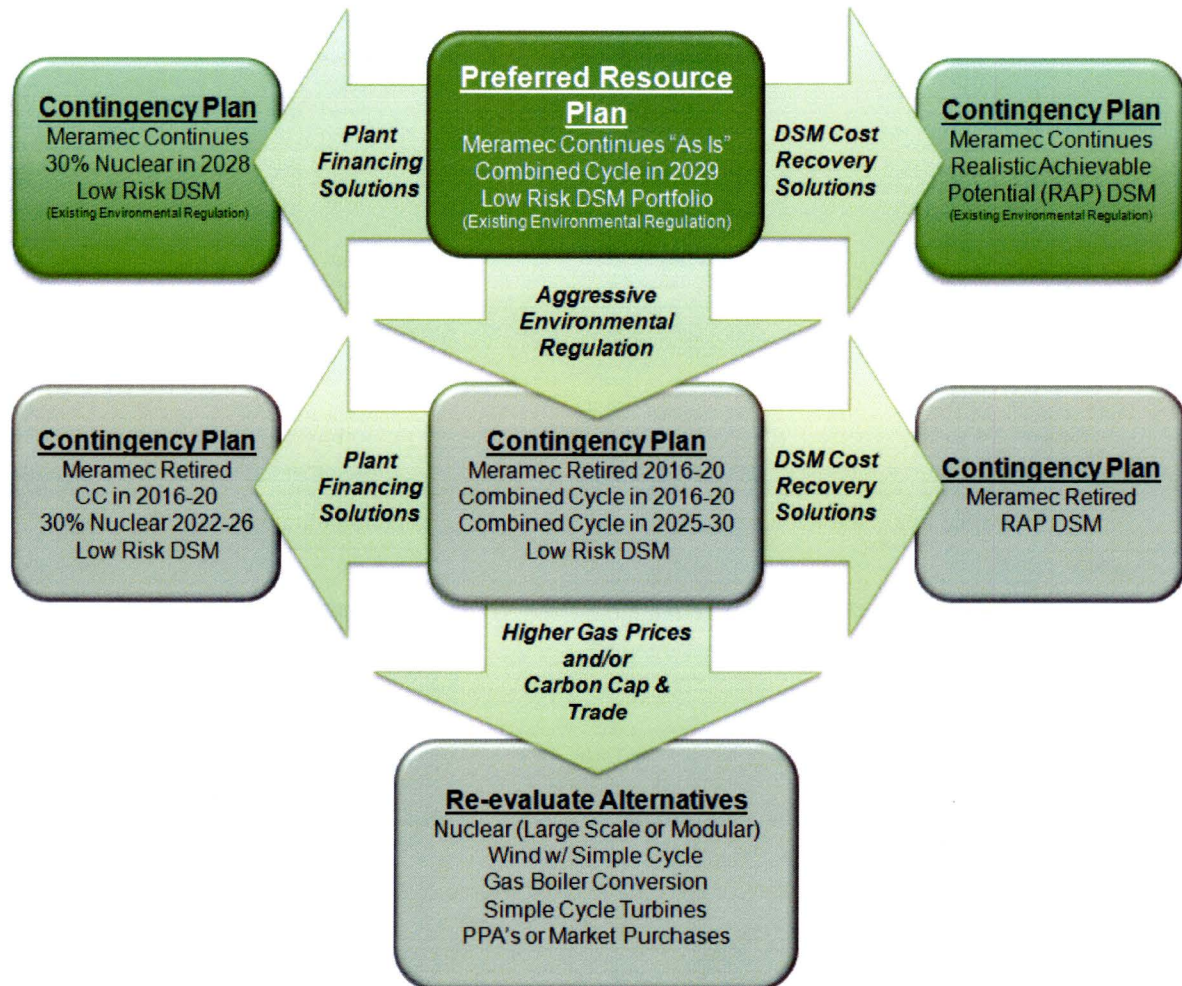 Contingency Plan
Meramec Continues
30% Nuclear in 2028
Low Risk DSM
(Existing Environmental Regulation)
Plant
Financing
Solutions
Preferred Resource
Plan
Meramec Continues "As Is"
Combined Cycle in 2029
Low Risk DSM Portfolio
(Existing Environmental Regulation)
DSM Cost
Recovery
Solutions
Contingency Plan
Meramec Continues
Realistic Achievable
Potential (RAP) DSM
(Existing Environmental Regulation)
Aggressive
Environmental
Regulation
Contingency Plan
Meramec Retired
CC in 2016-20
30% Nuclear 2022-26
Low Risk DSM
Plant
Financing
Solutions
Contingency Plan
Meramec Retired 2016-20
Combined Cycle in 2016-20
Combined Cycle in 2025-30
Low Risk DSM
DSM Cost
Recovery
Solutions
Contingency Plan
Meramec Retired
RAP DSM
Higher Gas Prices
and/or
Carbon Cap &
Trade
Re-evaluate Alternatives
Nuclear (Large Scale or Modular)
Wind w/ Simple Cycle
Gas Boiler Conversion
Simple Cycle Turbines
PPA's or Market Purchases